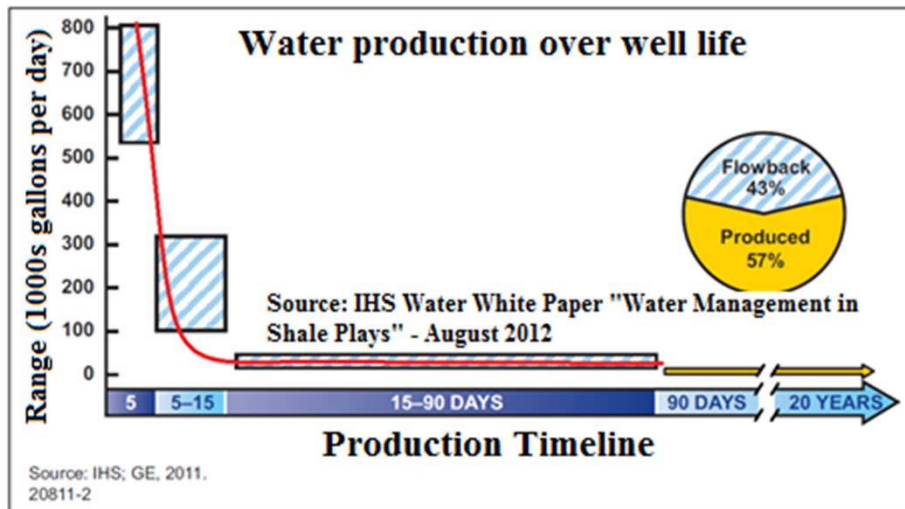 Water production over well life
Range (1000s gallons per day)
800
700
600
500
400
300
200
100
0
Flowback
43%
Produced
57%
Source: IHS Water White Paper "Water Management in
Shale Plays" - August 2012
5
5–15
15–90 DAYS
90 DAYS
20 YEARS
Production Timeline
Source: IHS; GE, 2011.
20811-2